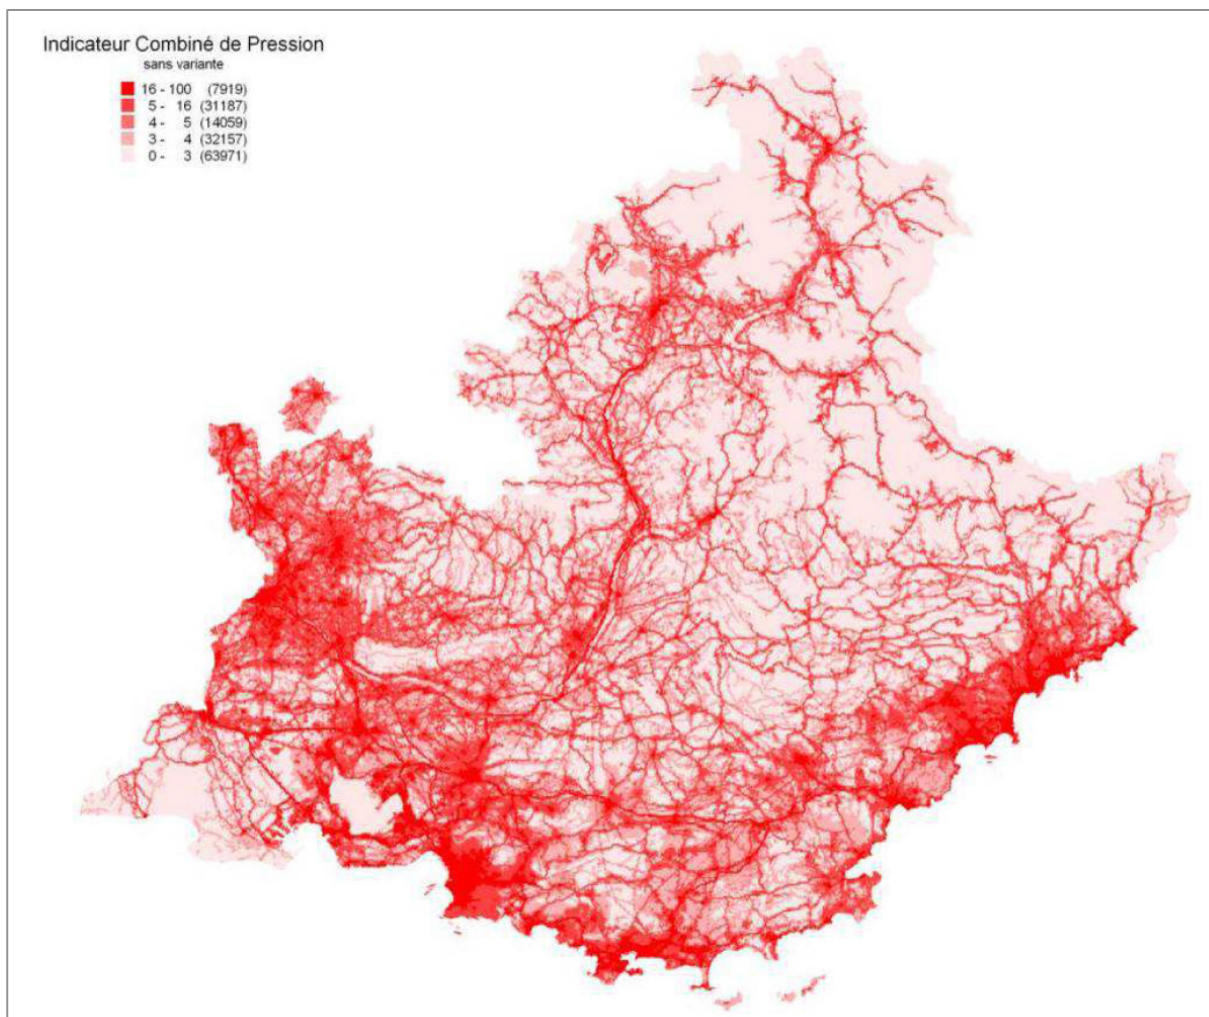 Indicateur Combiné de Pression
sans variante
16 - 100 (7919)
5 - 16 (31187)
4 - 5 (14059)
3 - 4 (32157)
0 - 3 (63971)